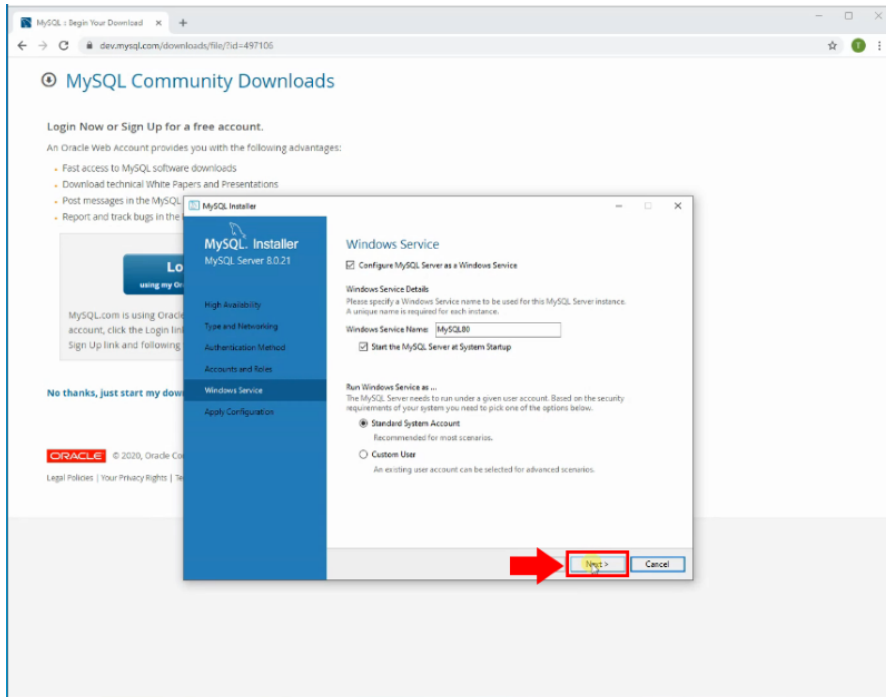 MySQL :: Begin Your Download
dev.mysql.com/downloads/file/?id=497106
T
MySQL Community Downloads
Login Now or Sign Up for a free account.
An Oracle Web Account provides you with the following advantages:
Fast access to MySQL software downloads
Download technical White Papers and Presentations
Post messages in the MySQL
Report and track bugs in the
Lo
using my Or
MySQL.com is using Oracle
account, click the Login lin
Sign Up link and following
No thanks, just start my dow
ORACLE © 2020, Oracle Co
Legal Policies | Your Privacy Rights | Te
MySQL Installer
MySQL. Installer
MySQL Server 8.0.21
High Availability
Type and Networking
Authentication Method
Accounts and Roles
Windows Service
Apply Configuration
Windows Service
Configure MySQL Server as a Windows Service
Windows Service Details
Please specify a Windows Service name to be used for this MySQL Server instance.
A unique name is required for each instance.
Windows Service Name: MySQL80
Start the MySQL Server at System Startup
Run Windows Service as ...
The MySQL Server needs to run under a given user account. Based on the security
requirements of your system you need to pick one of the options below.
Standard System Account
Recommended for most scenarios.
Custom User
An existing user account can be selected for advanced scenarios.
Next >
Cancel